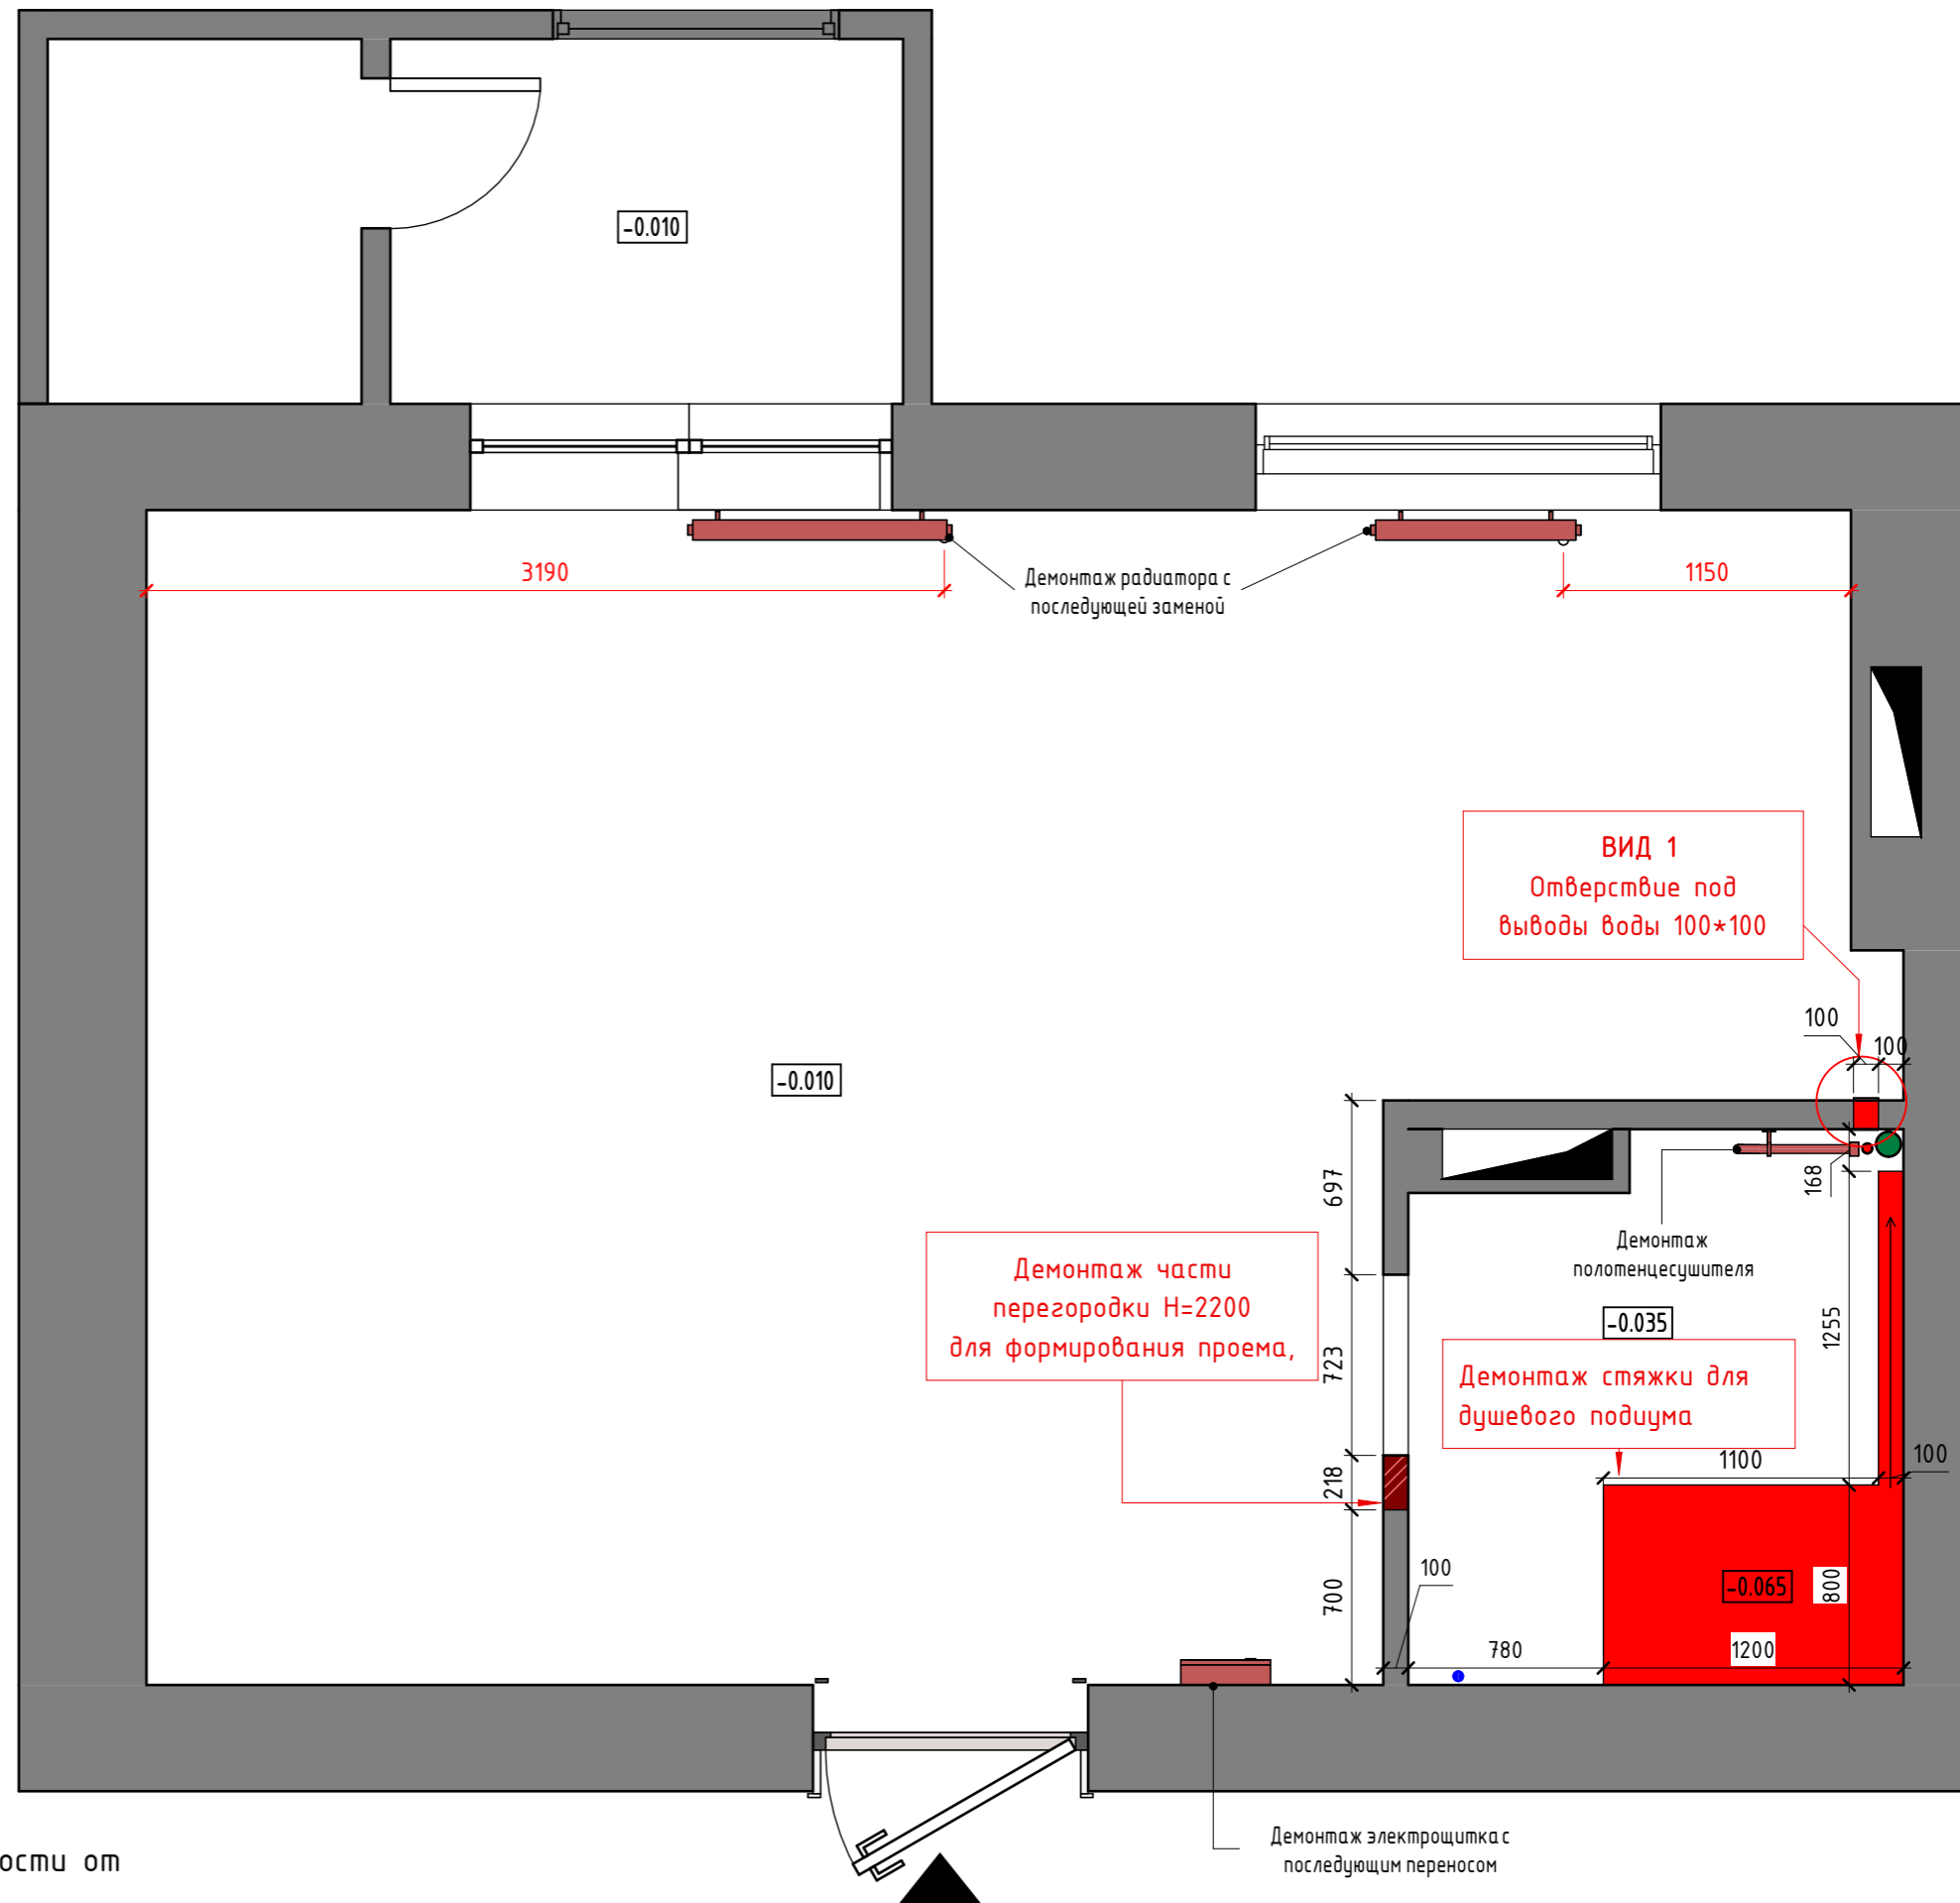 -0.010
3190
Демонтаж радиатора с
последующей заменой
1150
ВИД 1
Отверствие под
выводы воды 100*100
100
100
-0.010
697
168
Демонтаж
полотенцесушителя
Демонтаж части
перегородки H=2200
для формирования проема,
-0.035
1255
723
Демонтаж стяжки для
душевого подиума
1100
100
218
100
700
-0.065
800
780
1200
Демонтаж электрощитка с
последующим переносом
ости от